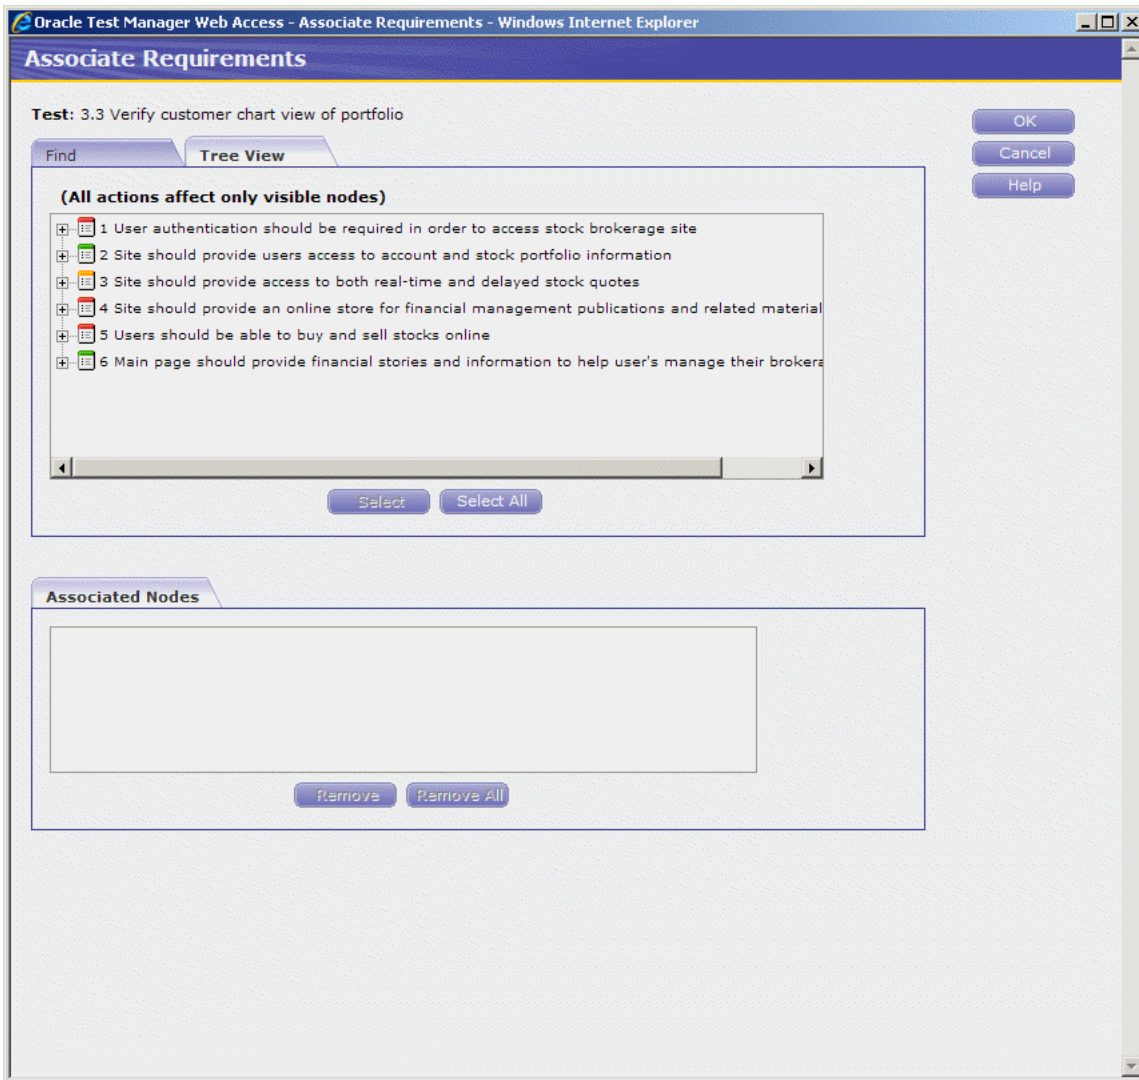 Oracle Test Manager Web Access - Associate Requirements - Windows Internet Explorer
Associate Requirements
Test: 3.3 Verify customer chart view of portfolio
OK
Find
Tree View
Cancel
Help
(All actions affect only visible nodes)
1 User authentication should be required in order to access stock brokerage site
2 Site should provide users access to account and stock portfolio information
3 Site should provide access to both real-time and delayed stock quotes
4 Site should provide an online store for financial management publications and related material
5 Users should be able to buy and sell stocks online
6 Main page should provide financial stories and information to help user's manage their brokera
Select
Select All
Associated Nodes
Remove
Remove All